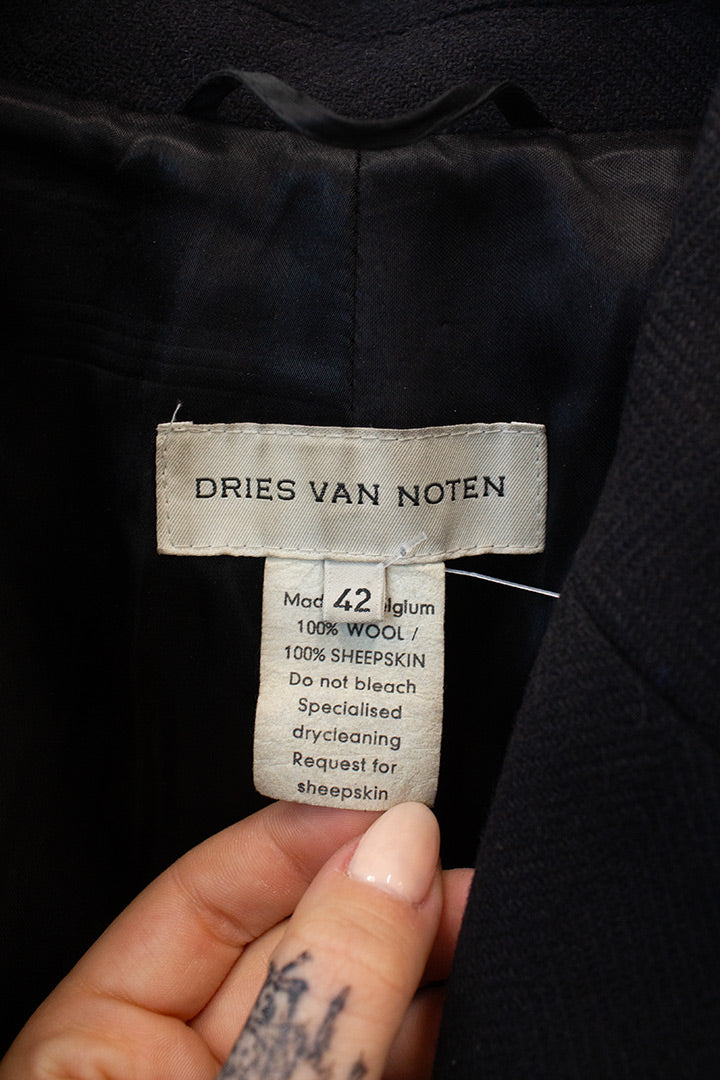 DRIES VAN NOTEN
42
Mad lgium
100% WOOL /
100% SHEEPSKIN
Do not bleach
Specialised
drycleaning
Request for
sheepskin